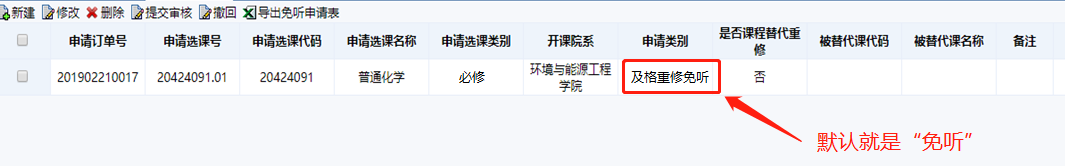 新建 修改 删除 提交审核 撤回 导出免听申请表
申请订单号 申请选课号 申请选课代码 申请选课名称 申请选课类别 开课院系 申请类别 是否课程替代重修 被替代课代码 被替代课名称 备注
201902210017 20424091.01 20424091 普通化学 必修 环境与能源工程学院 及格重修免听 否
默认就是“免听”